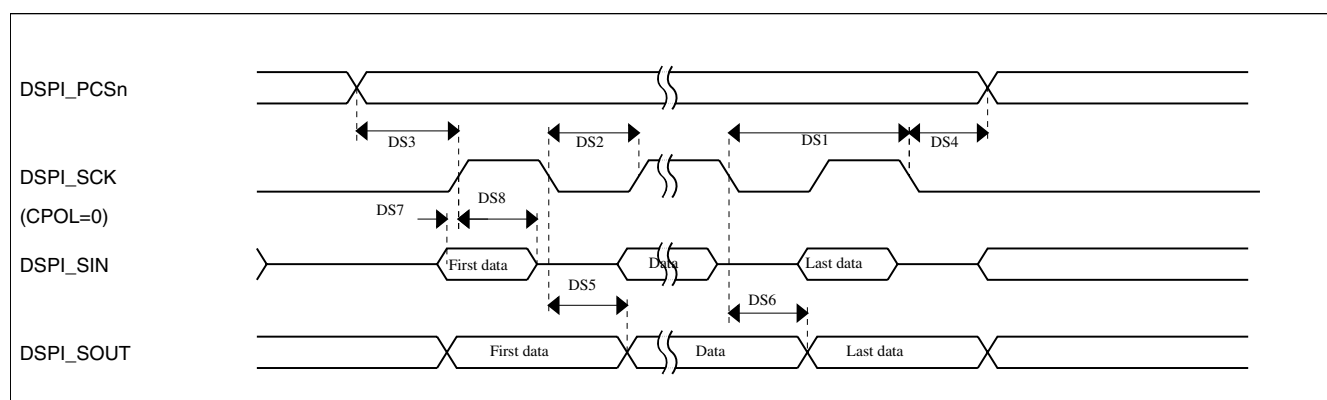 DSPI_PCSn
DS3
DS2
DS1
DS4
DSPI_SCK
(CPOL=0)
DS7
DS8
DSPI_SIN
First data
Data
Last data
DS5
DS6
DSPI_SOUT
First data
Data
Last data